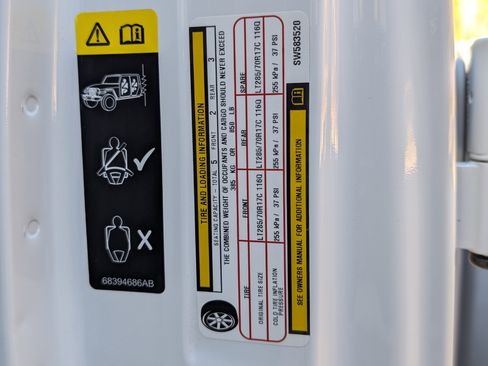 68394686AB
TIRE AND LOADING INFORMATION
SEATING CAPACITY - TOTAL 5 FRONT 2 REAR 3
THE COMBINED WEIGHT OF OCCUPANTS AND CARGO SHOULD NEVER EXCEED
385 KG OR 850 LB
TIRE FRONT REAR SPARE
ORIGINAL TIRE SIZE LT285/70R17C 116Q LT285/70R17C 116Q LT285/70R17C 116Q
COLD TIRE INFLATION PRESSURE 255 kPa / 37 PSI 255 kPa / 37 PSI 255 kPa / 37 PSI
SEE OWNERS MANUAL FOR ADDITIONAL INFORMATION
SW583520